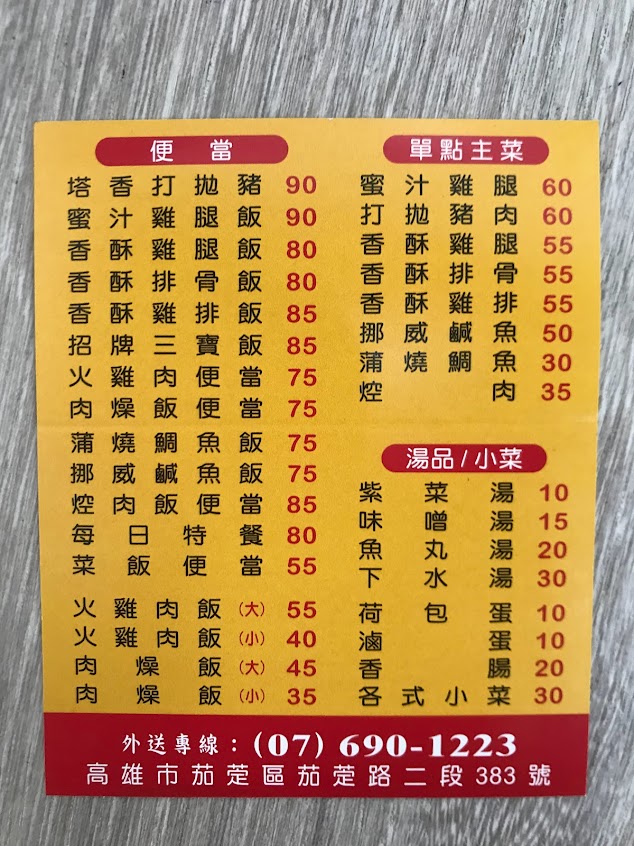 便當
塔香打拋豬 90
蜜汁雞腿飯 90
香酥雞腿飯 80
香酥排骨飯 80
香酥雞排飯 85
招牌三寶飯 85
火雞肉便當 75
肉燥飯便當 75
蒲燒鯛魚飯 75
挪威鹹魚飯 75
焢肉飯便當 85
每日特餐 80
菜飯便當 55
火雞肉飯(大) 55
火雞肉飯(小) 40
肉燥飯(大) 45
肉燥飯(小) 35
單點主菜
蜜汁雞腿 60
打拋豬肉 60
香酥雞腿 55
香酥排骨 55
香酥雞排 55
挪威鹹魚 50
蒲燒鯛魚 30
焢肉 35
湯品/小菜
紫菜湯 10
味噌湯 15
魚丸湯 20
下水湯 30
荷包蛋 10
滷蛋 10
香腸 20
各式小菜 30
外送專線：(07) 690-1223
高雄市茄萣區茄萣路二段 383 號